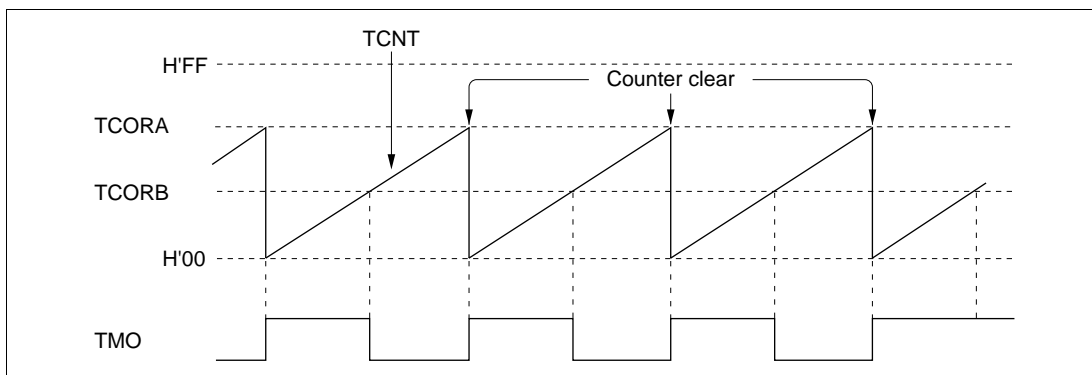 TCNT
H'FF
Counter clear
TCORA
TCORB
H'00
TMO